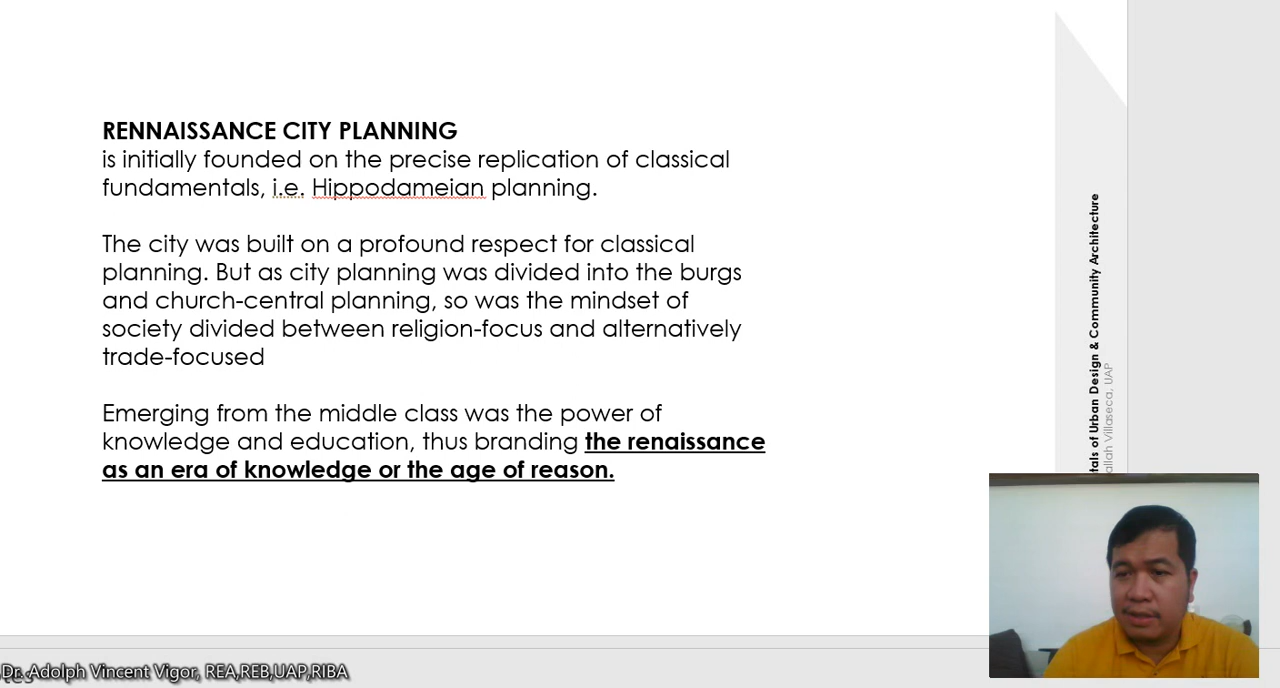 RENNAISSANCE CITY PLANNING
is initially founded on the precise replication of classical
fundamentals, i.e. Hippodameian planning.
The city was built on a profound respect for classical
planning. But as city planning was divided into the burgs
and church-central planning, so was the mindset of
society divided between religion-focus and alternatively
trade-focused
Emerging from the middle class was the power of
knowledge and education, thus branding the renaissance
as an era of knowledge or the age of reason.
of Urban Design & Community Architecture
Villaseca, UAP
Dr. Adolph Vincent Vigor, REA,REB,UAP,RIBA